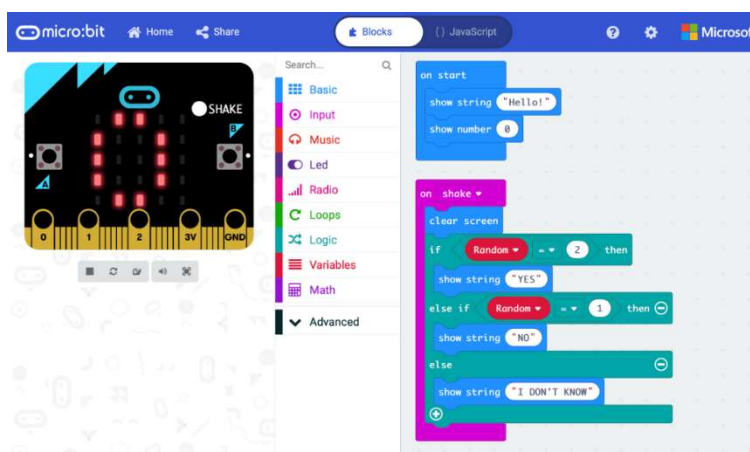 micro:bit Home Share Blocks {} JavaScript ? Microsof
SHAKE
B
A
0 1 2 3V GND
Search...
Basic
Input
Music
Led
Radio
Loops
Logic
Variables
Math
Advanced
on start
show string "Hello!"
show number 0
on shake
clear screen
if Random = 2 then
show string "YES"
else if Random = 1 then
show string "NO"
else
show string "I DON'T KNOW"